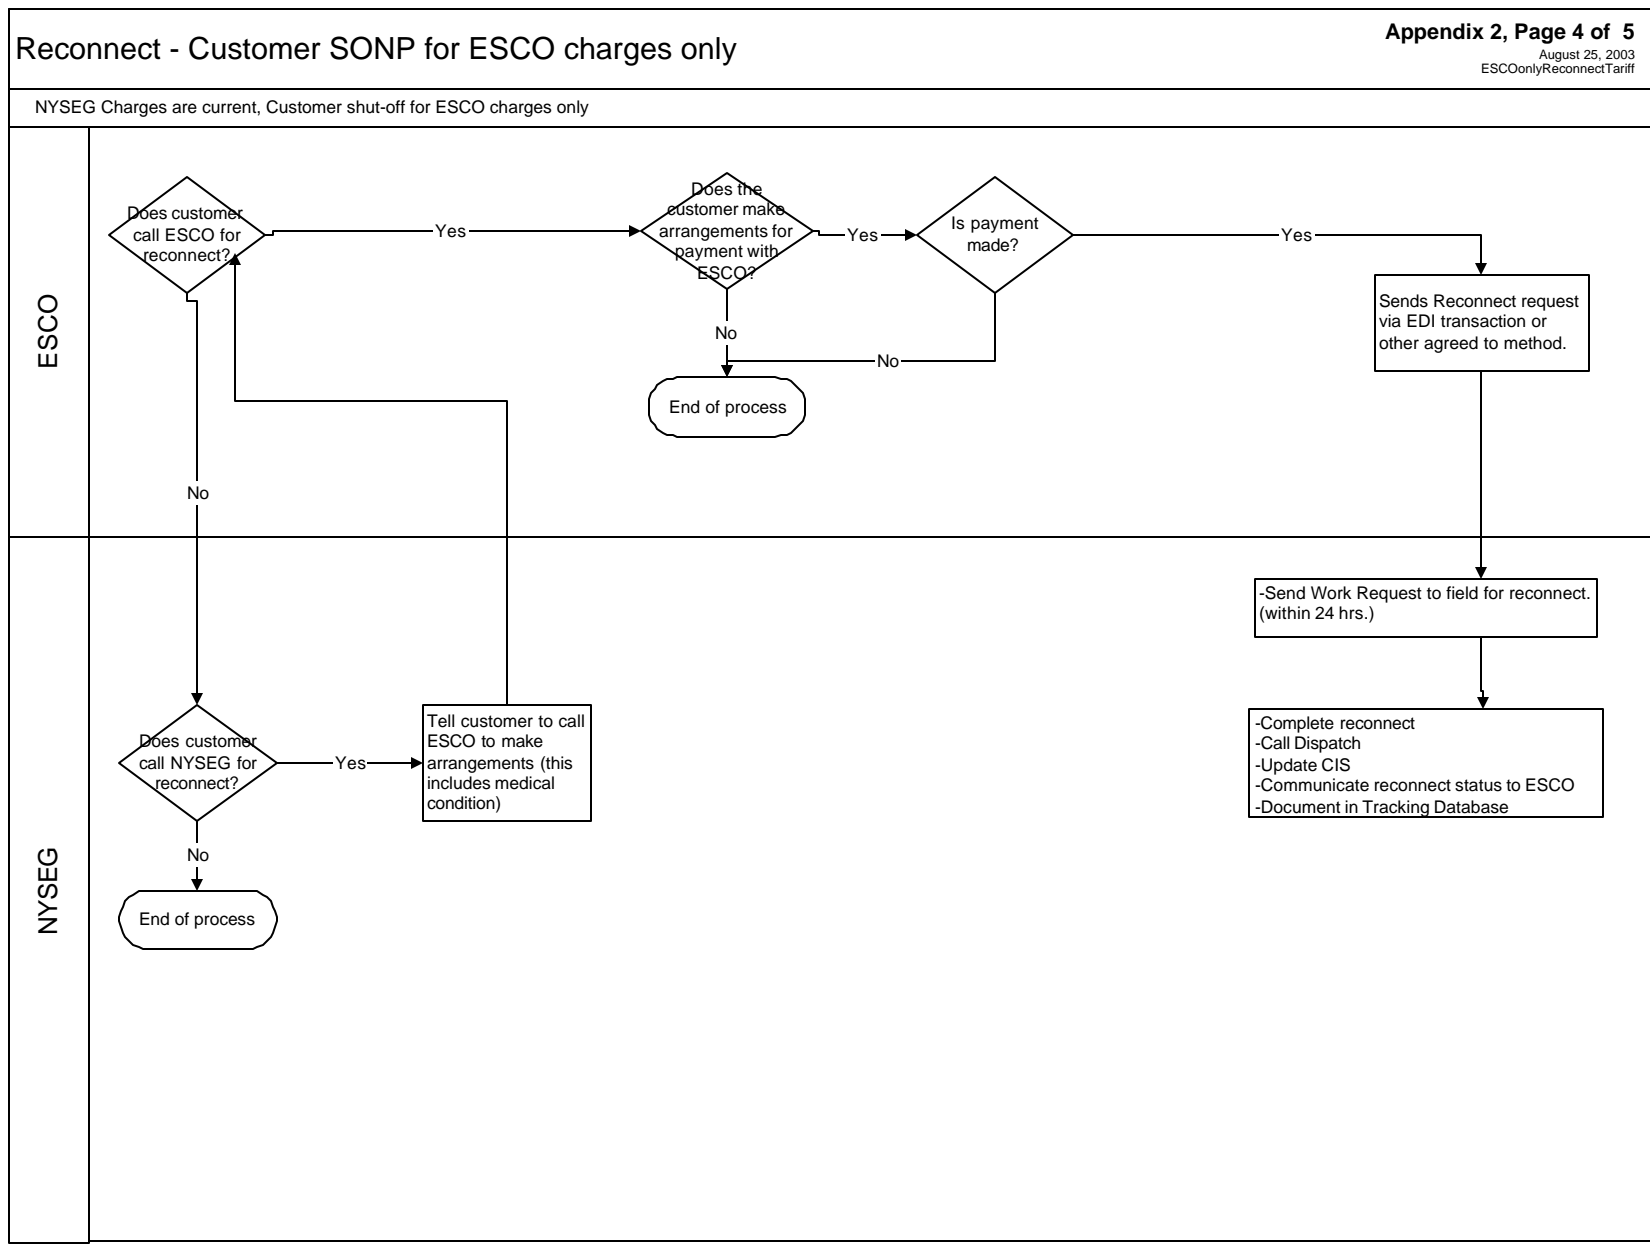 Reconnect - Customer SONP for ESCO charges only
Appendix 2, Page 4 of 5
August 25, 2003
ESCOonlyReconnectTariff
NYSEG Charges are current, Customer shut-off for ESCO charges only
ESCO
Does customer
call ESCO for
reconnect?
Yes
Does the
customer make
arrangements for
payment with
ESCO?
Yes
Is payment
made?
Yes
Sends Reconnect request
via EDI transaction or
other agreed to method.
No
No
End of process
No
NYSEG
-Send Work Request to field for reconnect.
(within 24 hrs.)
Does customer
call NYSEG for
reconnect?
Yes
Tell customer to call
ESCO to make
arrangements (this
includes medical
condition)
-Complete reconnect
-Call Dispatch
-Update CIS
-Communicate reconnect status to ESCO
-Document in Tracking Database
No
End of process